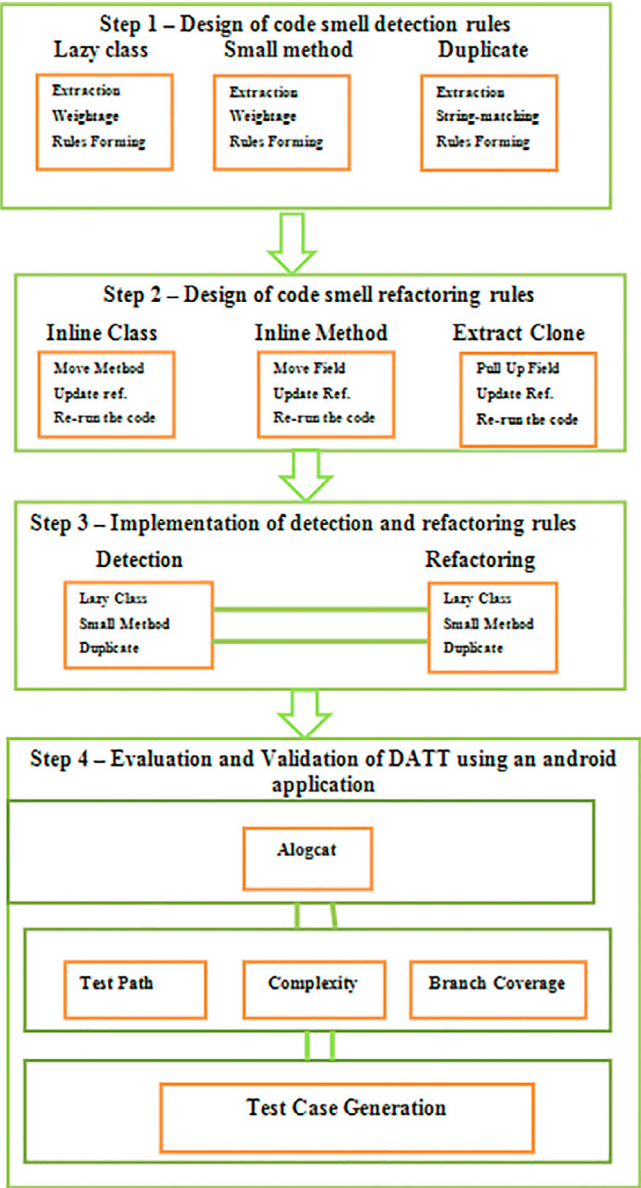 Step 1 – Design of code smell detection rules
Lazy class
Small method
Duplicate
Extraction
Weightage
Rules Forming
Extraction
Weightage
Rules Forming
Extraction
String-matching
Rules Forming
Step 2 – Design of code smell refactoring rules
Inline Class
Inline Method
Extract Clone
Move Method
Update ref.
Re-run the code
Move Field
Update Ref.
Re-run the code
Pull Up Field
Update Ref.
Re-run the code
Step 3 – Implementation of detection and refactoring rules
Detection
Refactoring
Lazy Class
Small Method
Duplicate
Lazy Class
Small Method
Duplicate
Step 4 – Evaluation and Validation of DATT using an android
application
Alogcat
Test Path
Complexity
Branch Coverage
Test Case Generation